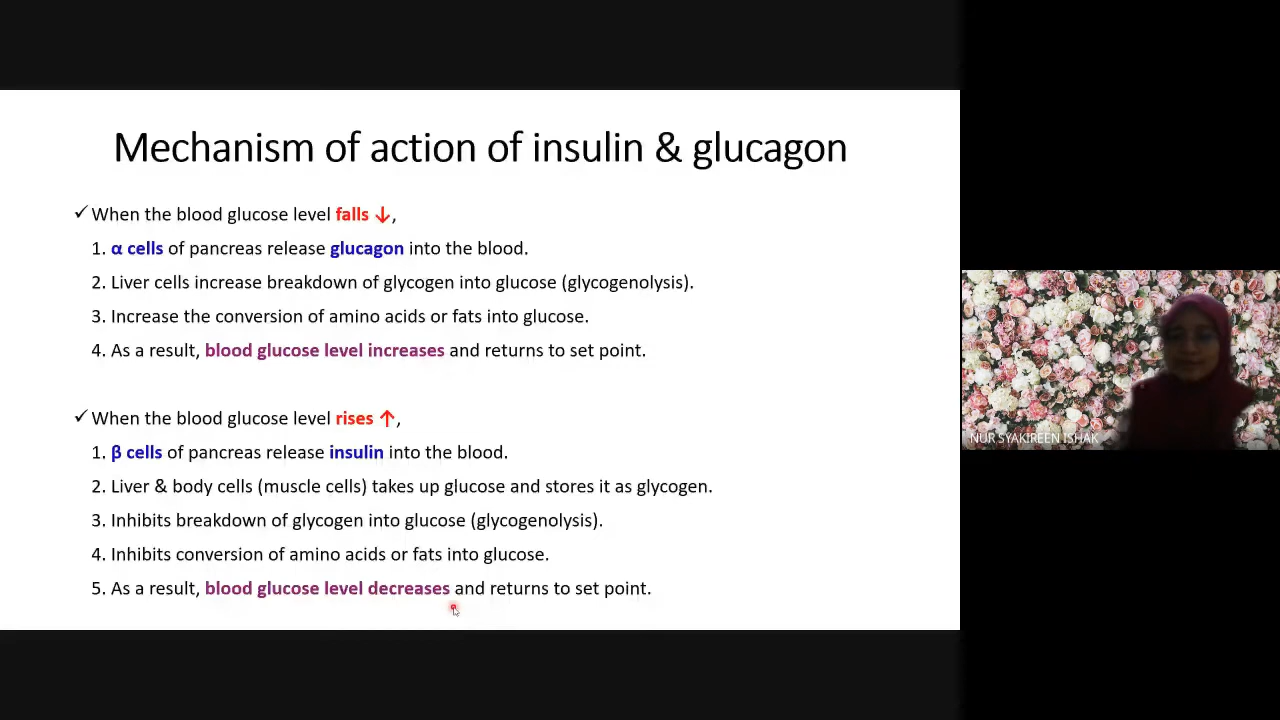 Mechanism of action of insulin & glucagon
✓When the blood glucose level falls ↓,
1. α cells of pancreas release glucagon into the blood.
2. Liver cells increase breakdown of glycogen into glucose (glycogenolysis).
3. Increase the conversion of amino acids or fats into glucose.
4. As a result, blood glucose level increases and returns to set point.
✓When the blood glucose level rises ↑,
1. β cells of pancreas release insulin into the blood.
2. Liver & body cells (muscle cells) takes up glucose and stores it as glycogen.
3. Inhibits breakdown of glycogen into glucose (glycogenolysis).
4. Inhibits conversion of amino acids or fats into glucose.
5. As a result, blood glucose level decreases and returns to set point.
NUR SYAKIREEN ISHAK